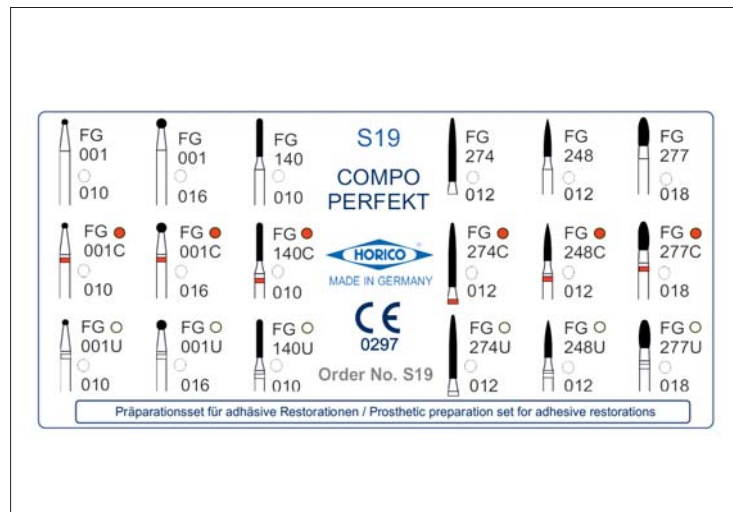 FG
001
010
FG
001
016
FG
140
010
S19
COMPO
PERFEKT
FG
274
012
FG
248
012
FG
277
018
FG
001C
010
FG
001C
016
FG
140C
010
HORICO
MADE IN GERMANY
FG
274C
012
FG
248C
012
FG
277C
018
FG
001U
010
FG
001U
016
FG
140U
010
CE
0297
Order No. S19
FG
274U
012
FG
248U
012
FG
277U
018
Präparationsset für adhäsive Restorationen / Prosthetic preparation set for adhesive restorations